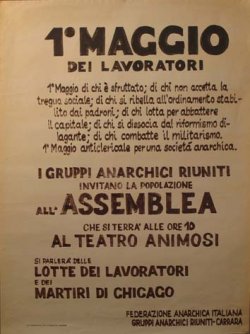 1º MAGGIO
DEI LAVORATORI
1º Maggio di chi è sfruttato; di chi non accetta la
tregua sociale; di chi si ribella all'ordinamento stabi-
lito dai padroni; di chi lotta per abbattere
il capitale; di chi si dissocia dal riformismo di-
lagante; di chi combatte il militarismo.
1º Maggio anticlericale per una società anarchica.
I GRUPPI ANARCHICI RIUNITI
INVITANO LA POPOLAZIONE
ALL' ASSEMBLEA
CHE SI TERRA' ALLE ORE 10
AL TEATRO ANIMOSI
SI PARLERÀ DELLE
LOTTE DEI LAVORATORI
E DEI
MARTIRI DI CHICAGO
FEDERAZIONE ANARCHICA ITALIANA
GRUPPI ANARCHICI RIUNITI-CARRARA